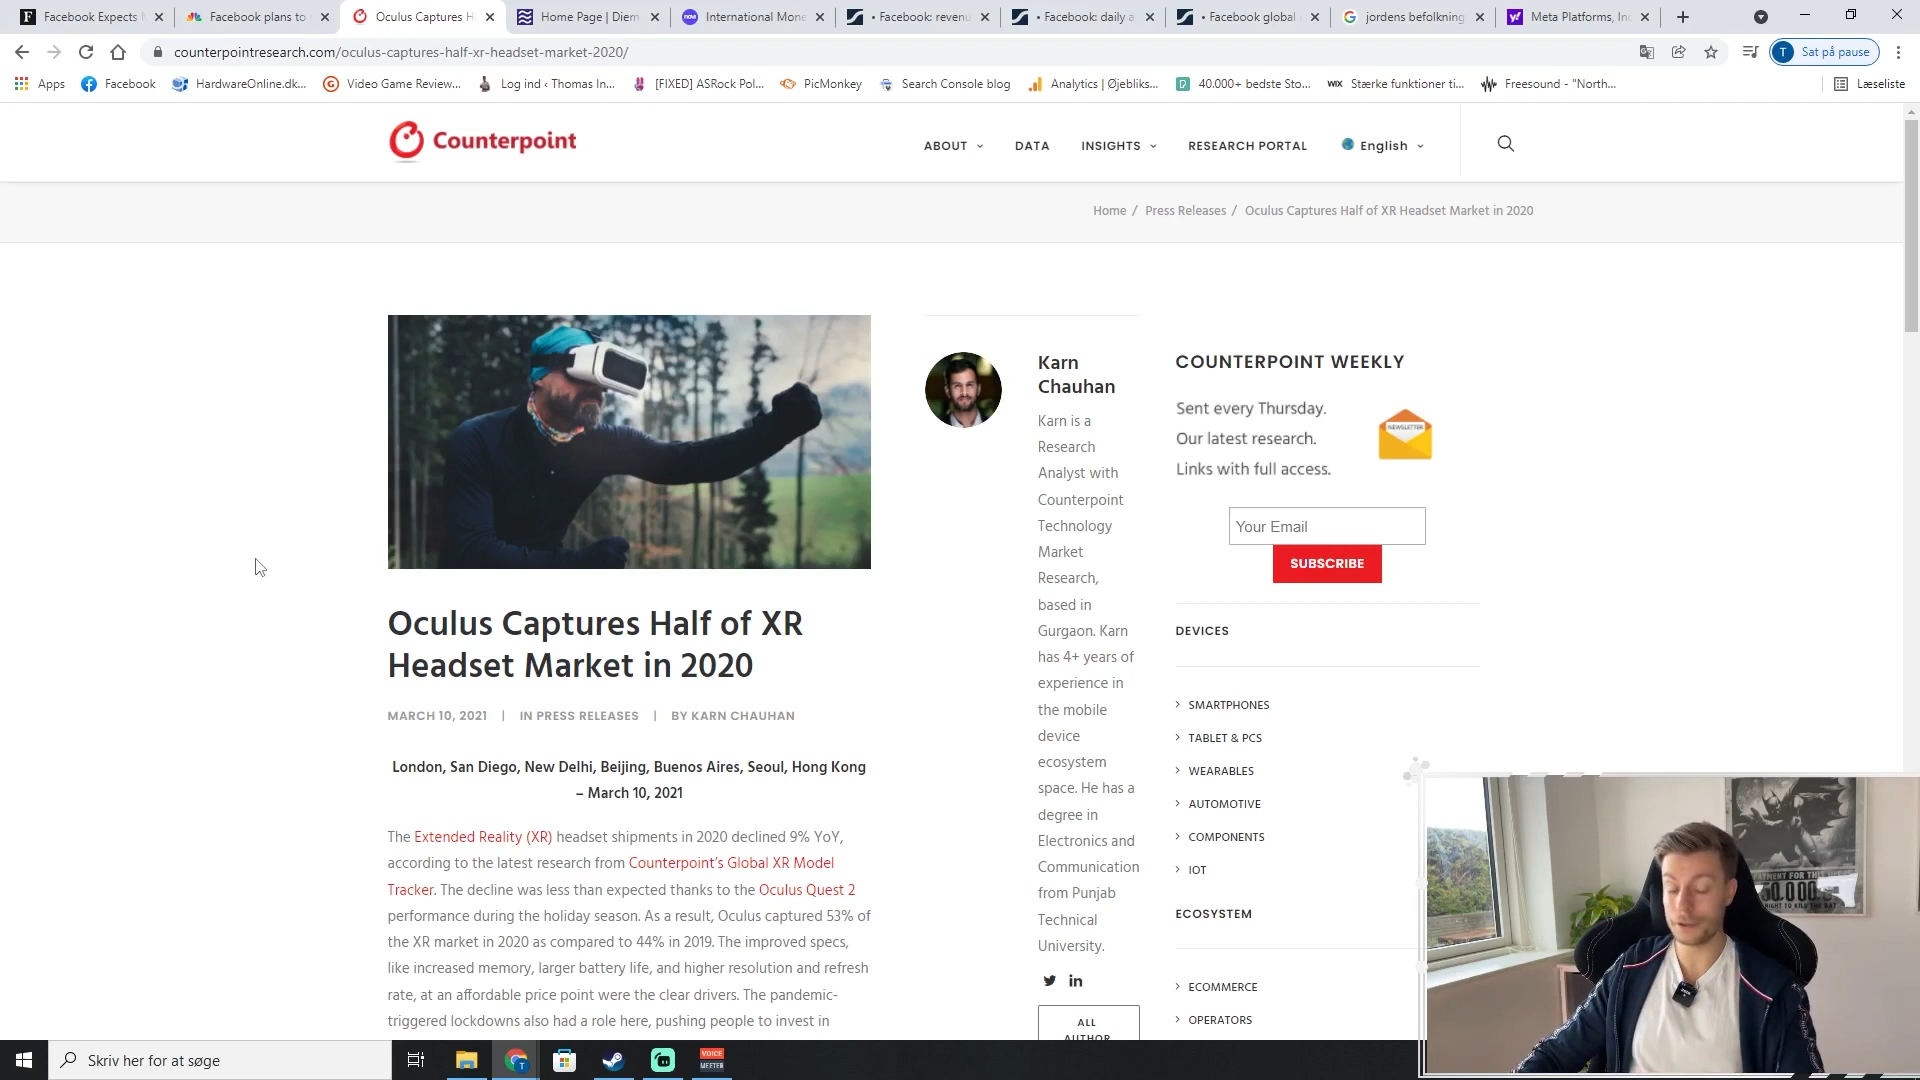 Facebook Expects
Facebook plans to
Oculus Captures H
Home Page | Diem
International Mone
• Facebook: revenu
• Facebook: daily a
• Facebook global
jordens befolkning
Meta Platforms, Inc
counterpointresearch.com/oculus-captures-half-xr-headset-market-2020/
T
Sat på pause
Apps
Facebook
HardwareOnline.dk...
Video Game Review...
Log ind ‹ Thomas In...
[FIXED] ASRock Pol...
PicMonkey
Search Console blog
Analytics | Øjebliks...
40.000+ bedste Sto...
WIX Stærke funktioner ti...
Freesound - "North...
Læseliste
Counterpoint
ABOUT
DATA
INSIGHTS
RESEARCH PORTAL
English
Home / Press Releases / Oculus Captures Half of XR Headset Market in 2020
Oculus Captures Half of XR
Headset Market in 2020
MARCH 10, 2021 | IN PRESS RELEASES | BY KARN CHAUHAN
London, San Diego, New Delhi, Beijing, Buenos Aires, Seoul, Hong Kong
– March 10, 2021
The Extended Reality (XR) headset shipments in 2020 declined 9% YoY,
according to the latest research from Counterpoint’s Global XR Model
Tracker. The decline was less than expected thanks to the Oculus Quest 2
performance during the holiday season. As a result, Oculus captured 53% of
the XR market in 2020 as compared to 44% in 2019. The improved specs,
like increased memory, larger battery life, and higher resolution and refresh
rate, at an affordable price point were the clear drivers. The pandemic-
triggered lockdowns also had a role here, pushing people to invest in
Karn
Chauhan
Karn is a
Research
Analyst with
Counterpoint
Technology
Market
Research,
based in
Gurgaon. Karn
has 4+ years of
experience in
the mobile
device
ecosystem
space. He has a
degree in
Electronics and
Communication
from Punjab
Technical
University.
ALL
AUTHOR
COUNTERPOINT WEEKLY
Sent every Thursday.
Our latest research.
Links with full access.
NEWSLETTER
Your Email
SUBSCRIBE
DEVICES
SMARTPHONES
TABLET & PCS
WEARABLES
AUTOMOTIVE
COMPONENTS
IOT
ECOSYSTEM
ECOMMERCE
OPERATORS
Skriv her for at søge
VOICE
MEETER